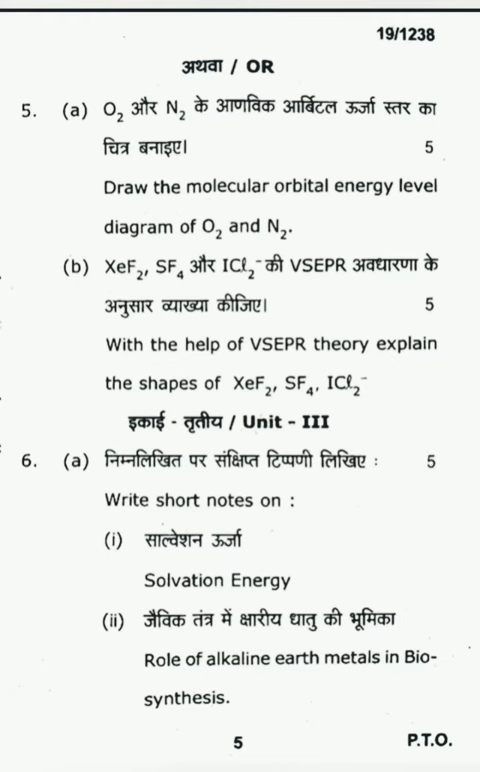 19/1238
अथवा / OR
5. (a) O₂ और N₂ के आणविक आर्बिटल ऊर्जा स्तर का
चित्र बनाइए। 5
Draw the molecular orbital energy level
diagram of O₂ and N₂.
(b) XeF₂, SF₄ और ICℓ₂⁻ की VSEPR अवधारणा के
अनुसार व्याख्या कीजिए। 5
With the help of VSEPR theory explain
the shapes of XeF₂, SF₄, ICℓ₂⁻
इकाई - तृतीय / Unit – III
6. (a) निम्नलिखित पर संक्षिप्त टिप्पणी लिखिए : 5
Write short notes on :
(i) साल्वेशन ऊर्जा
Solvation Energy
(ii) जैविक तंत्र में क्षारीय धातु की भूमिका
Role of alkaline earth metals in Bio-
synthesis.
5 P.T.O.